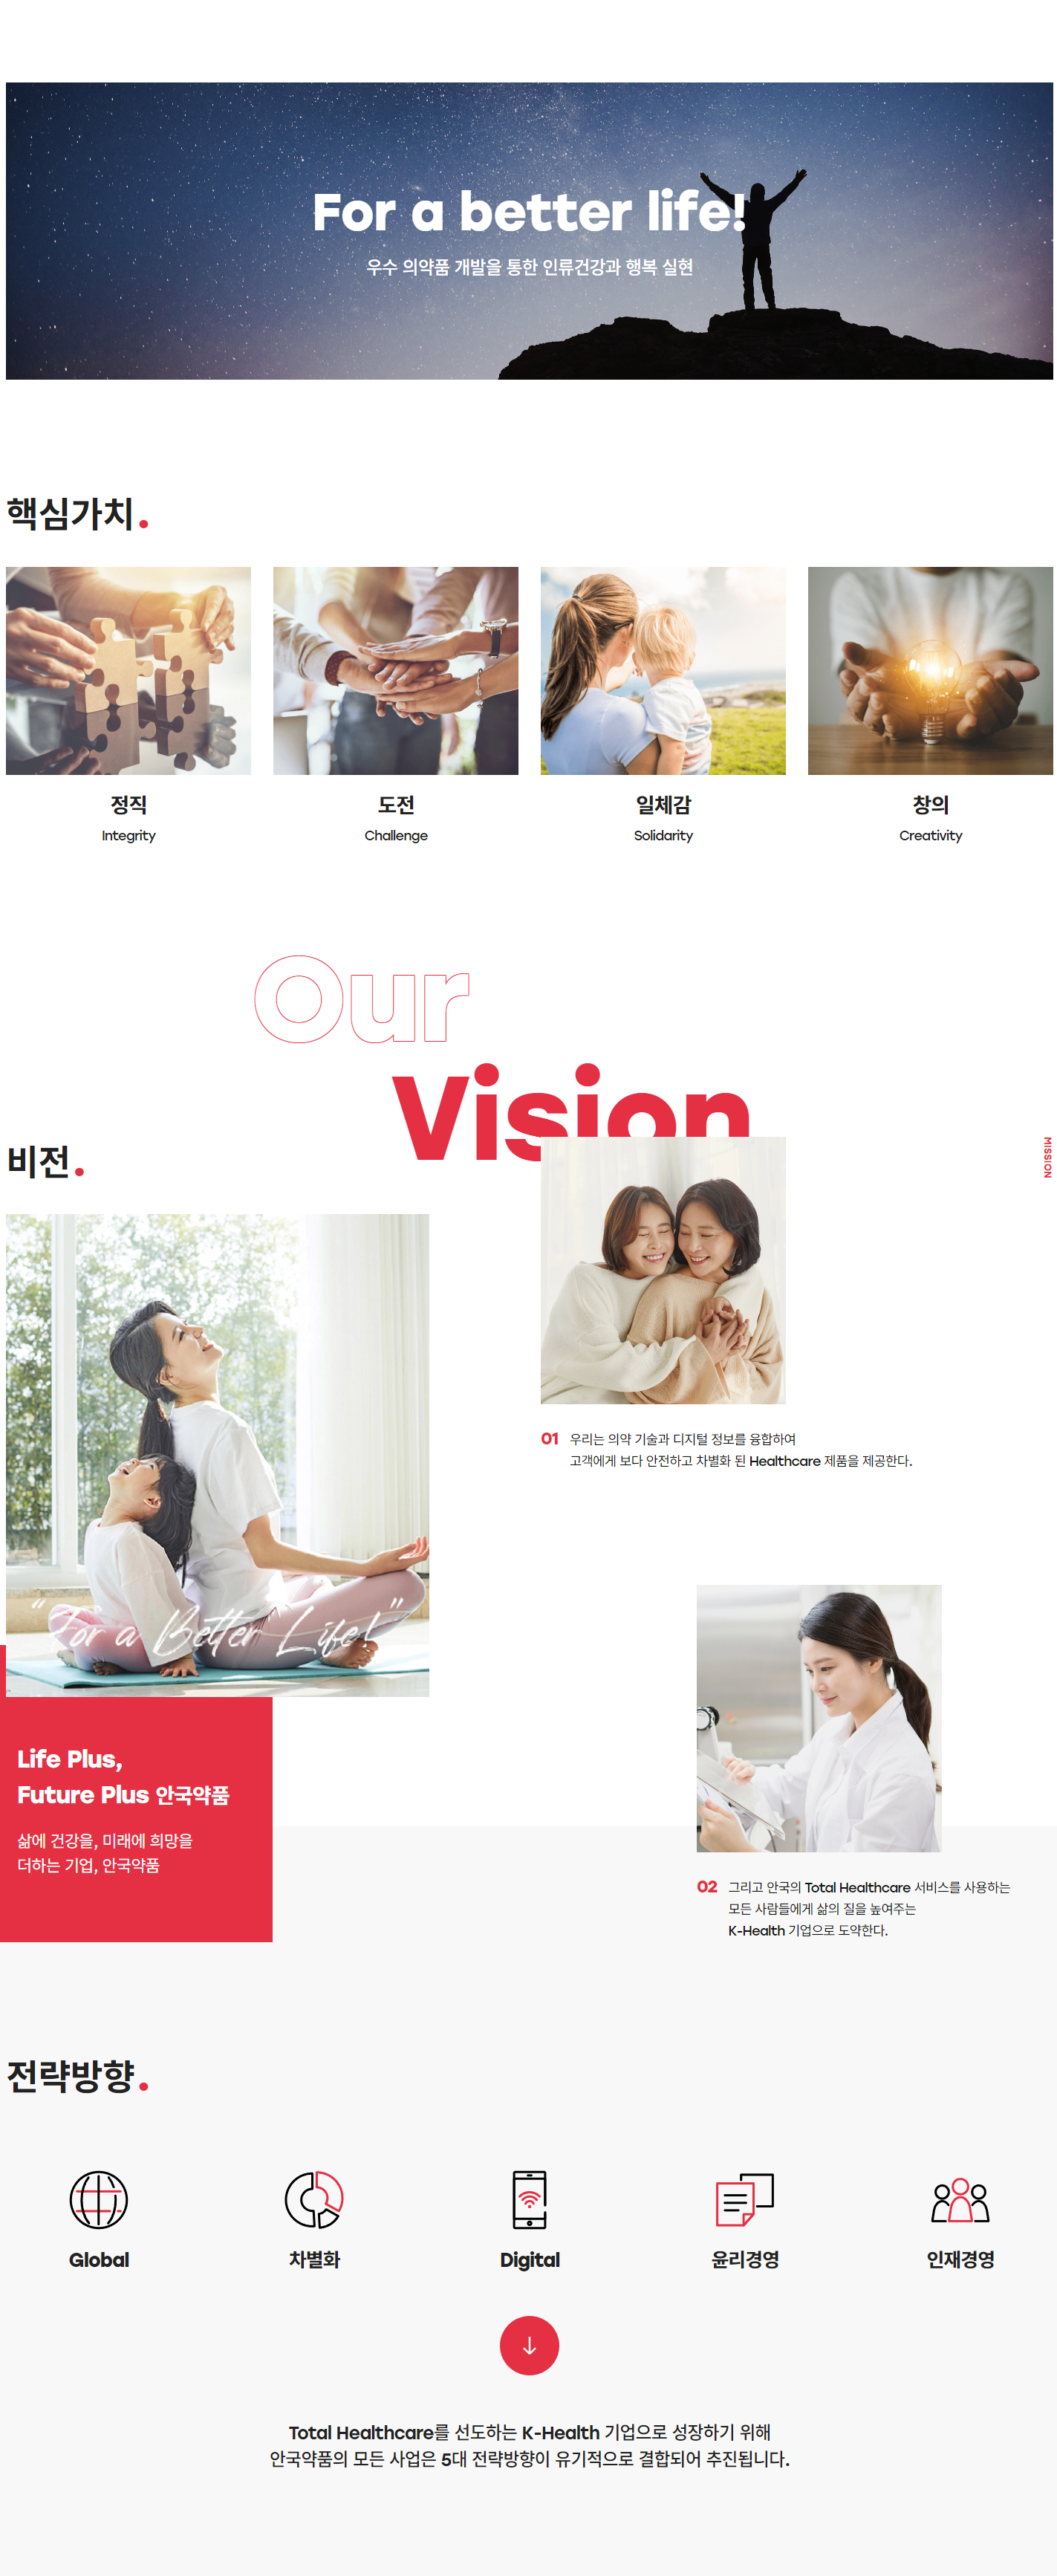 For a better life!
우수 의약품 개발을 통한 인류건강과 행복 실현
핵심가치.
정직
Integrity
도전
Challenge
일체감
Solidarity
창의
Creativity
Our
Vision
MISSION
비전.
01 우리는 의약 기술과 디지털 정보를 융합하여
고객에게 보다 안전하고 차별화 된 Healthcare 제품을 제공한다.
“For a Better Life!”
Life Plus,
Future Plus 안국약품
삶에 건강을, 미래에 희망을
더하는 기업, 안국약품
02 그리고 안국의 Total Healthcare 서비스를 사용하는
모든 사람들에게 삶의 질을 높여주는
K-Health 기업으로 도약한다.
전략방향.
Global
차별화
Digital
윤리경영
인재경영
Total Healthcare를 선도하는 K-Health 기업으로 성장하기 위해
안국약품의 모든 사업은 5대 전략방향이 유기적으로 결합되어 추진됩니다.